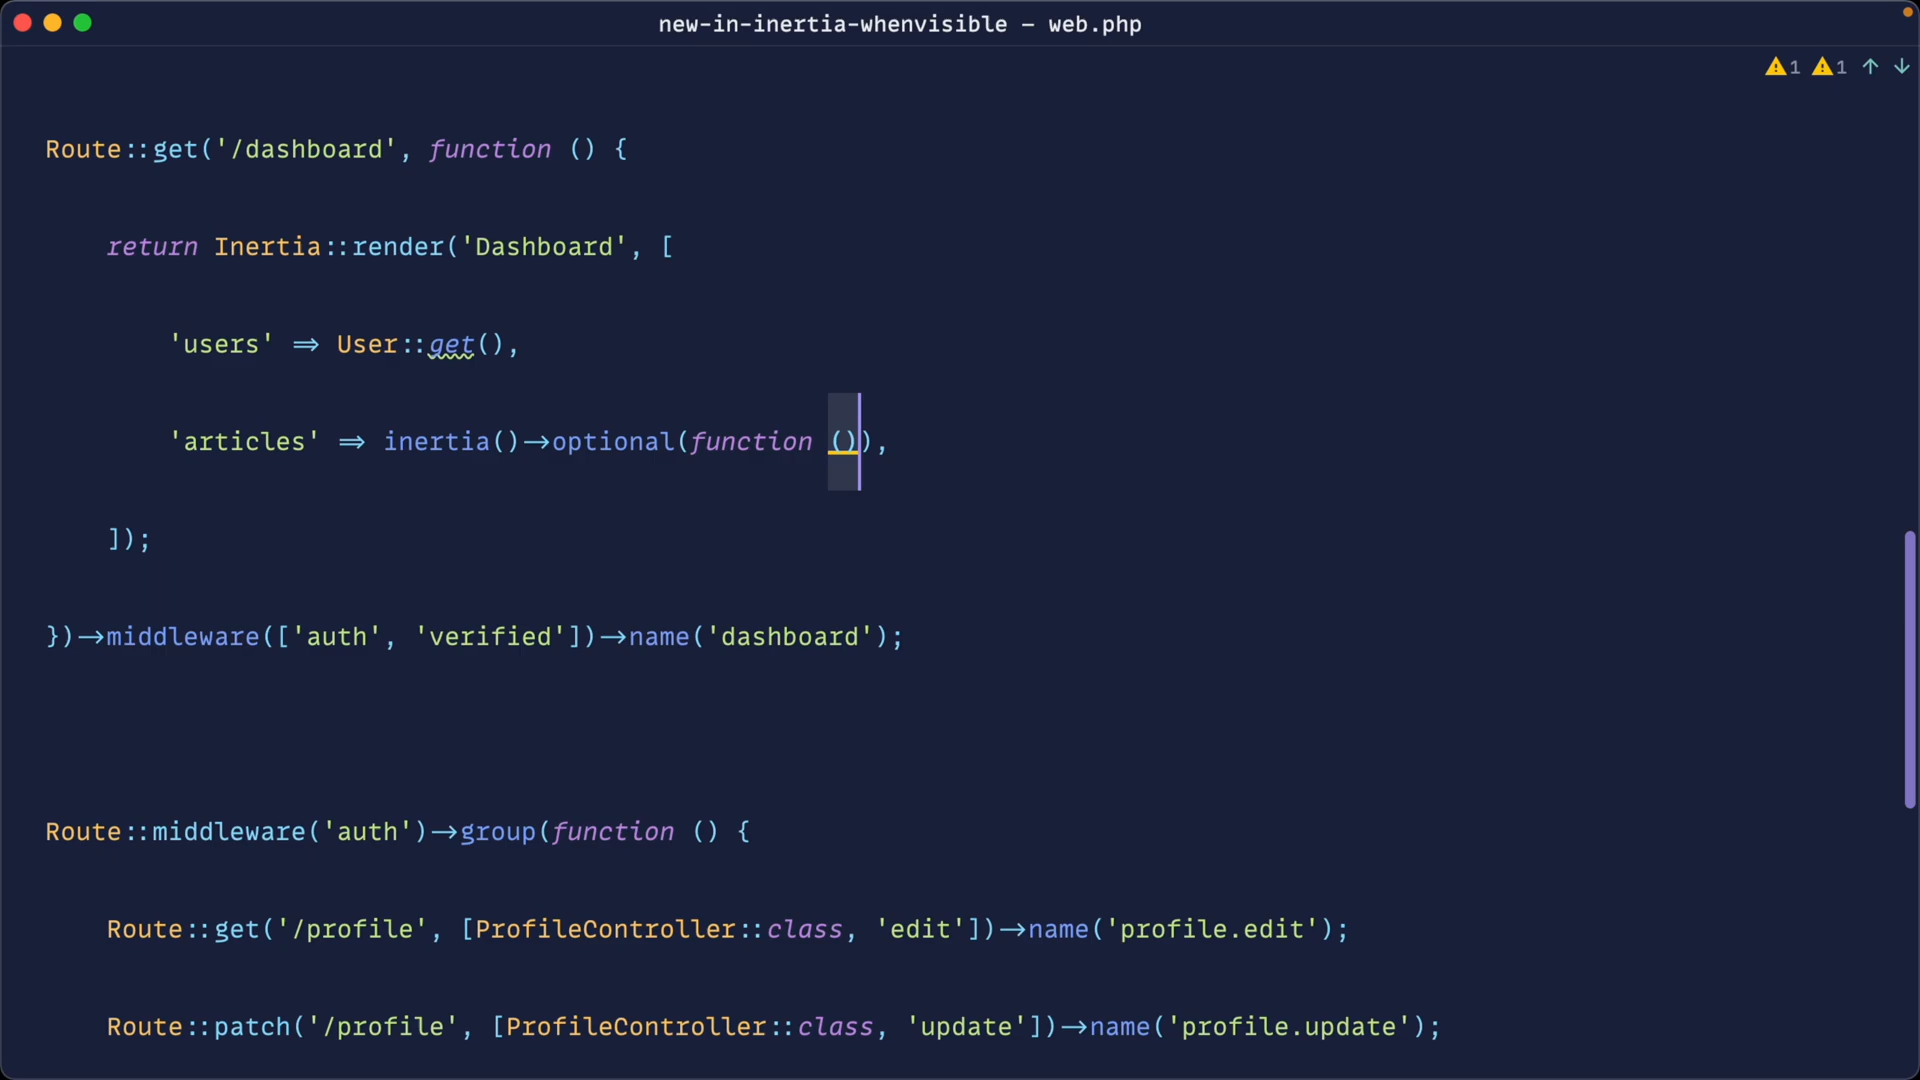 new-in-inertia-whenvisible – web.php
1 1
Route::get('/dashboard', function () {
    return Inertia::render('Dashboard', [
        'users' => User::get(),
        'articles' => inertia()->optional(function ()),
    ]);
})->middleware(['auth', 'verified'])->name('dashboard');
Route::middleware('auth')->group(function () {
    Route::get('/profile', [ProfileController::class, 'edit'])->name('profile.edit');
    Route::patch('/profile', [ProfileController::class, 'update'])->name('profile.update');